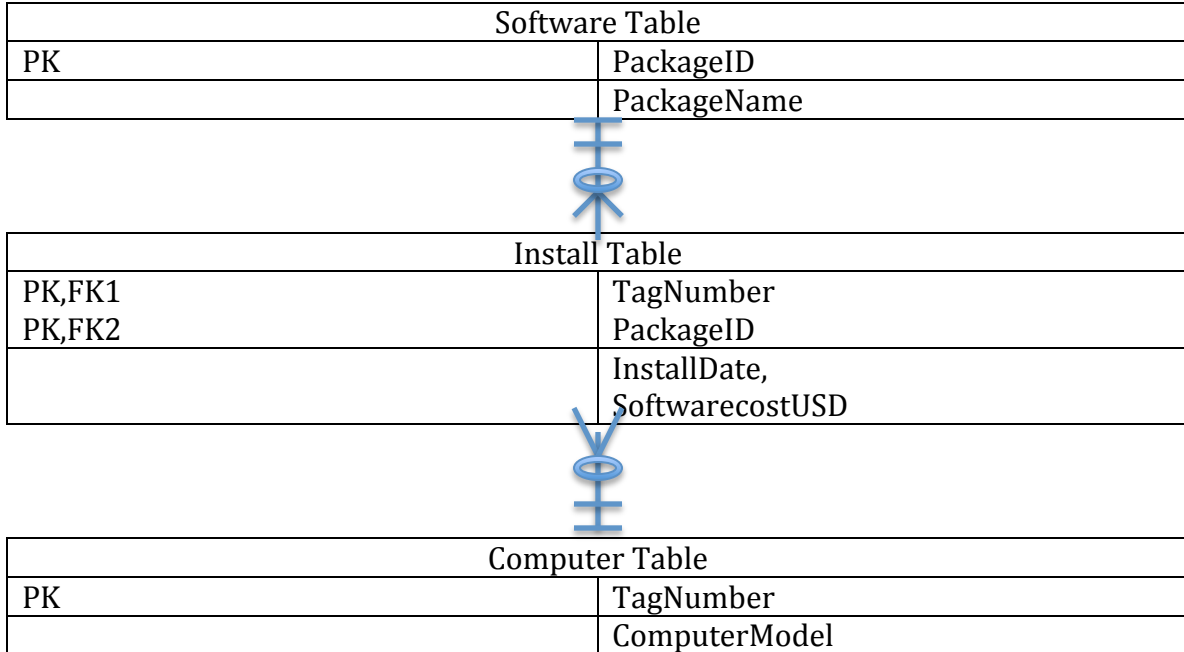 Software Table
PK PackageID
PackageName
Install Table
PK,FK1 TagNumber
PK,FK2 PackageID
InstallDate,
SoftwarecostUSD
Computer Table
PK TagNumber
ComputerModel